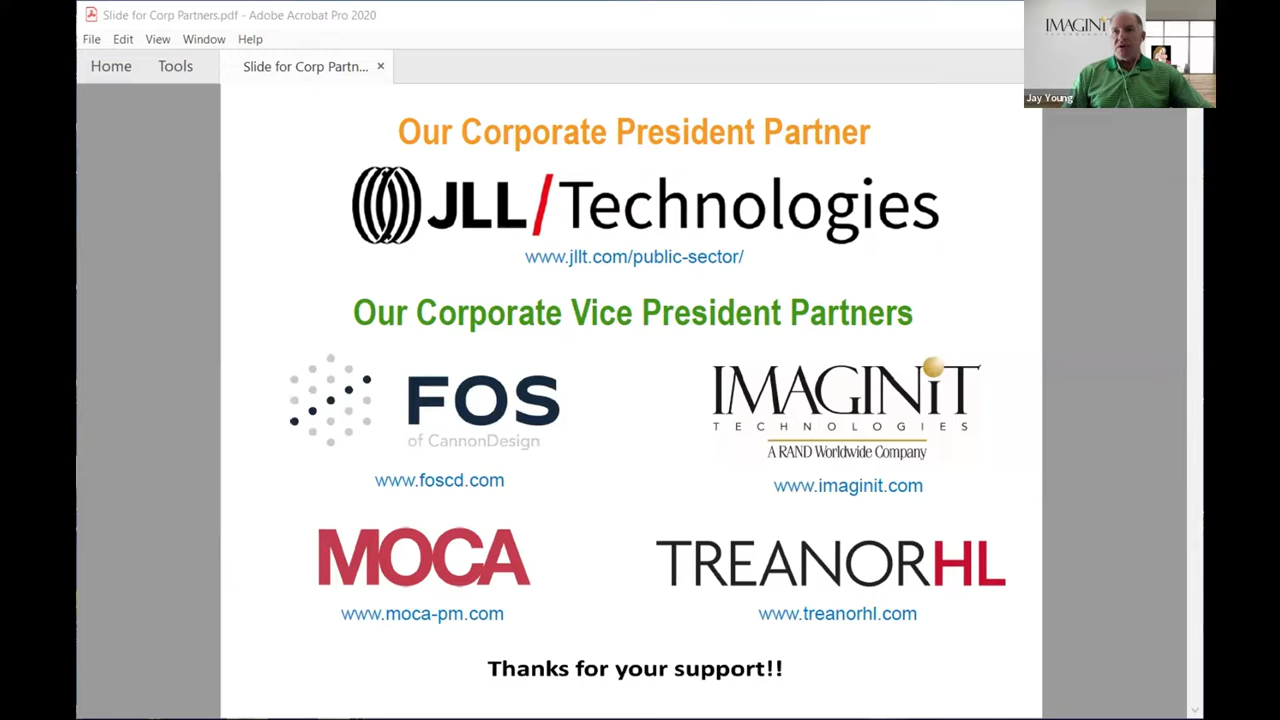 Slide for Corp Partners.pdf - Adobe Acrobat Pro 2020
File Edit View Window Help
Home Tools Slide for Corp Partn... ×
IMAGINiT
Jay Young
Our Corporate President Partner
JLL/Technologies
www.jllt.com/public-sector/
Our Corporate Vice President Partners
FOS
of CannonDesign
www.foscd.com
IMAGINiT
TECHNOLOGIES
A RAND Worldwide Company
www.imaginit.com
MOCA
www.moca-pm.com
TREANORHL
www.treanorhl.com
Thanks for your support!!